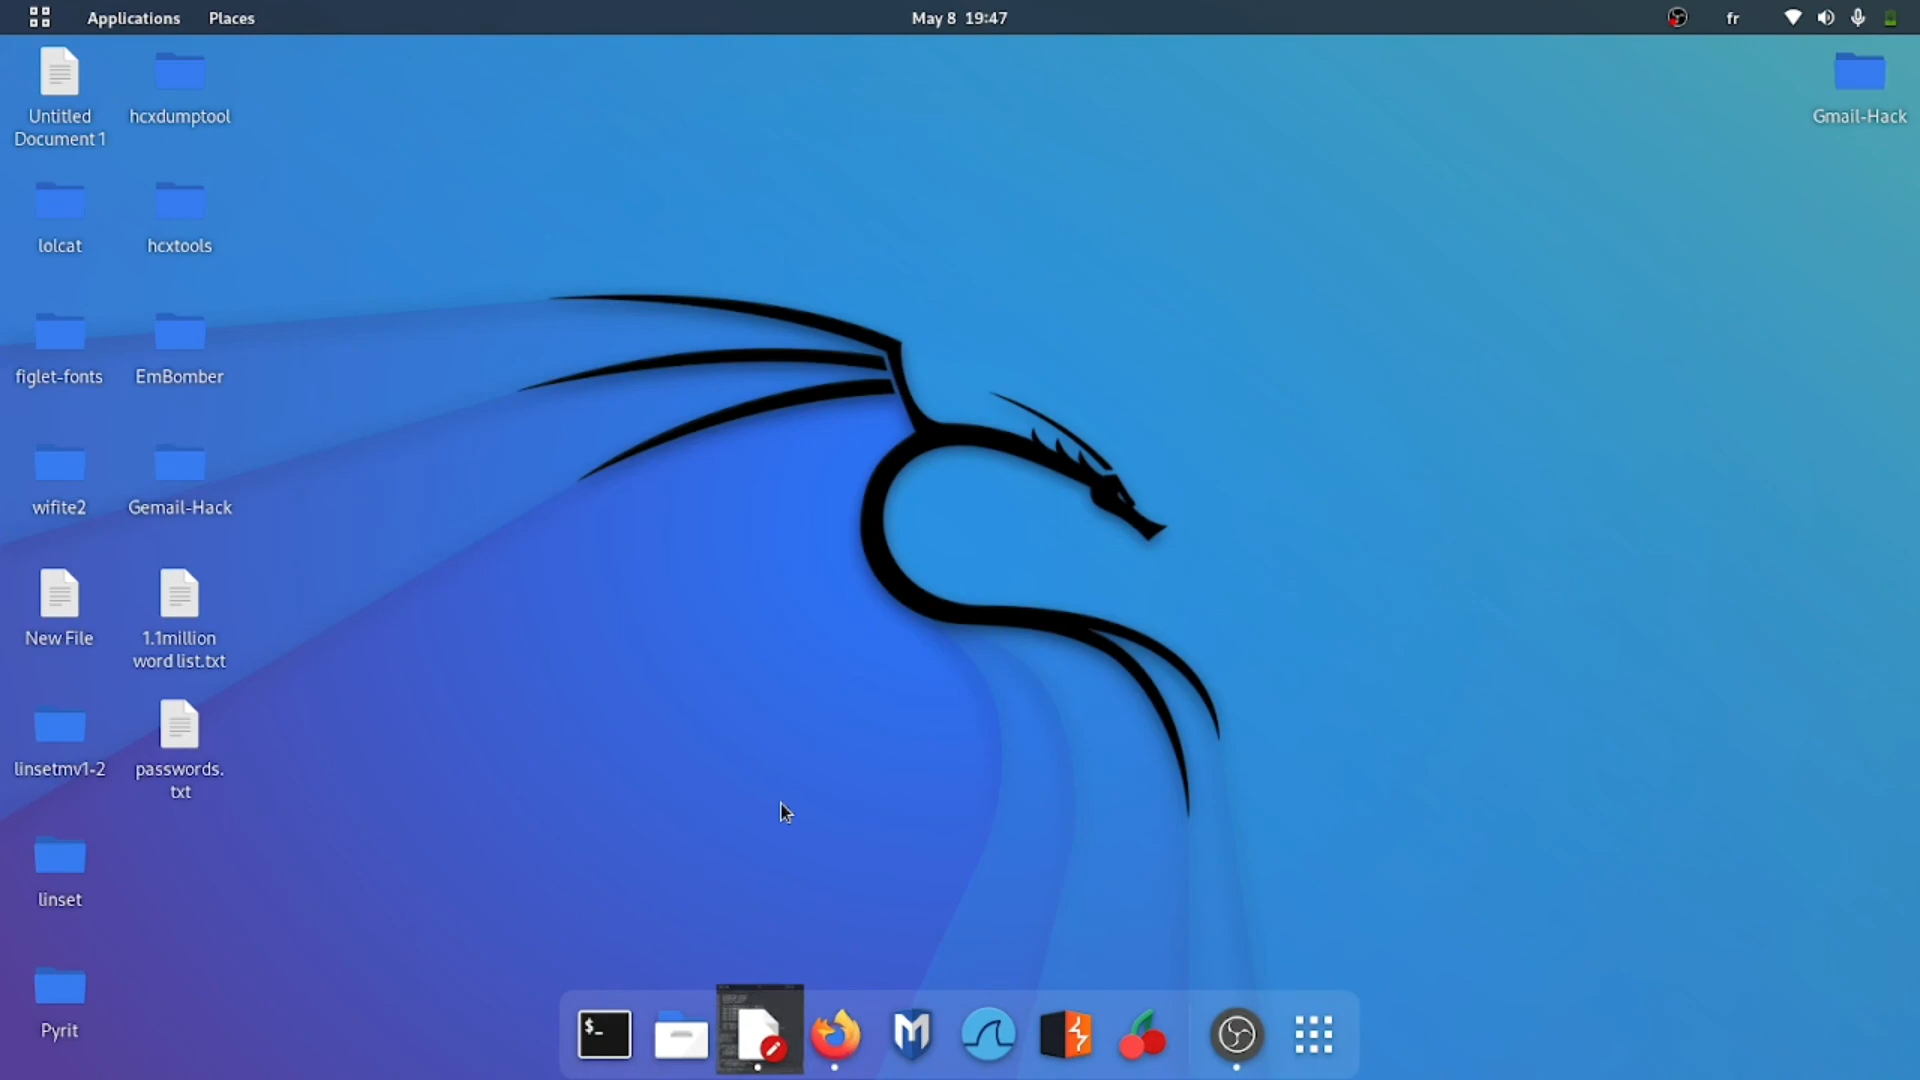 Applications Places May 8 19:47 fr
Untitled
Document 1
hcxdumptool
Gmail-Hack
lolcat
hcxtools
figlet-fonts
EmBomber
wifite2
Gemail-Hack
New File
1.1million
word list.txt
linsetmv1-2
passwords.
txt
linset
Pyrit
$_